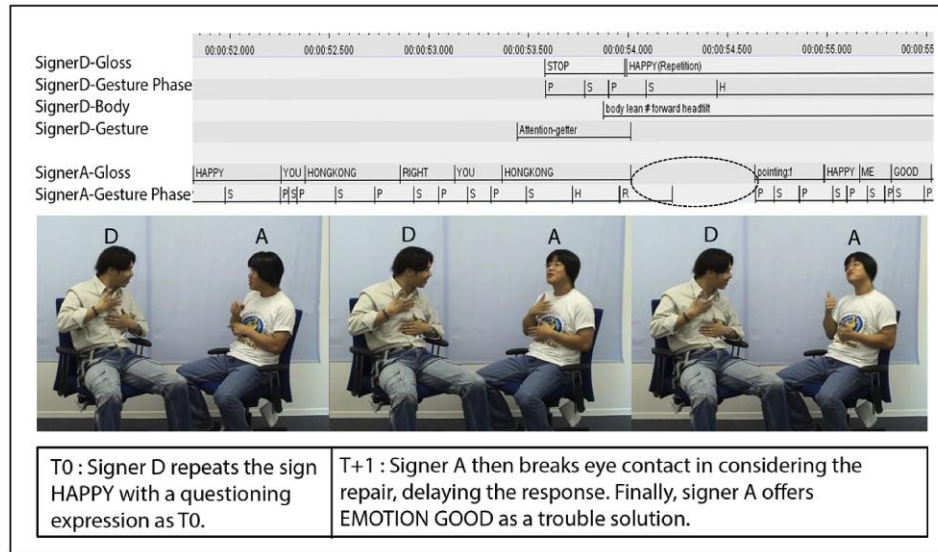 00:00:52.000 00:00:52.500 00:00:53.000 00:00:53.500 00:00:54.000 00:00:54.500 00:00:55.000 00:00:55
SignerD-Gloss STOP HAPPY(Repetition)
SignerD-Gesture Phase P S P S H
SignerD-Body body lean # forward headtilt
SignerD-Gesture Attention-getter
SignerA-Gloss HAPPY YOU HONGKONG RIGHT YOU HONGKONG pointing:f HAPPY ME GOOD
SignerA-Gesture Phase S P S P S P S P S P S H R P S P S P S P S P
D A D A D A
T0 : Signer D repeats the sign
HAPPY with a questioning
expression as T0.
T+1 : Signer A then breaks eye contact in considering the
repair, delaying the response. Finally, signer A offers
EMOTION GOOD as a trouble solution.